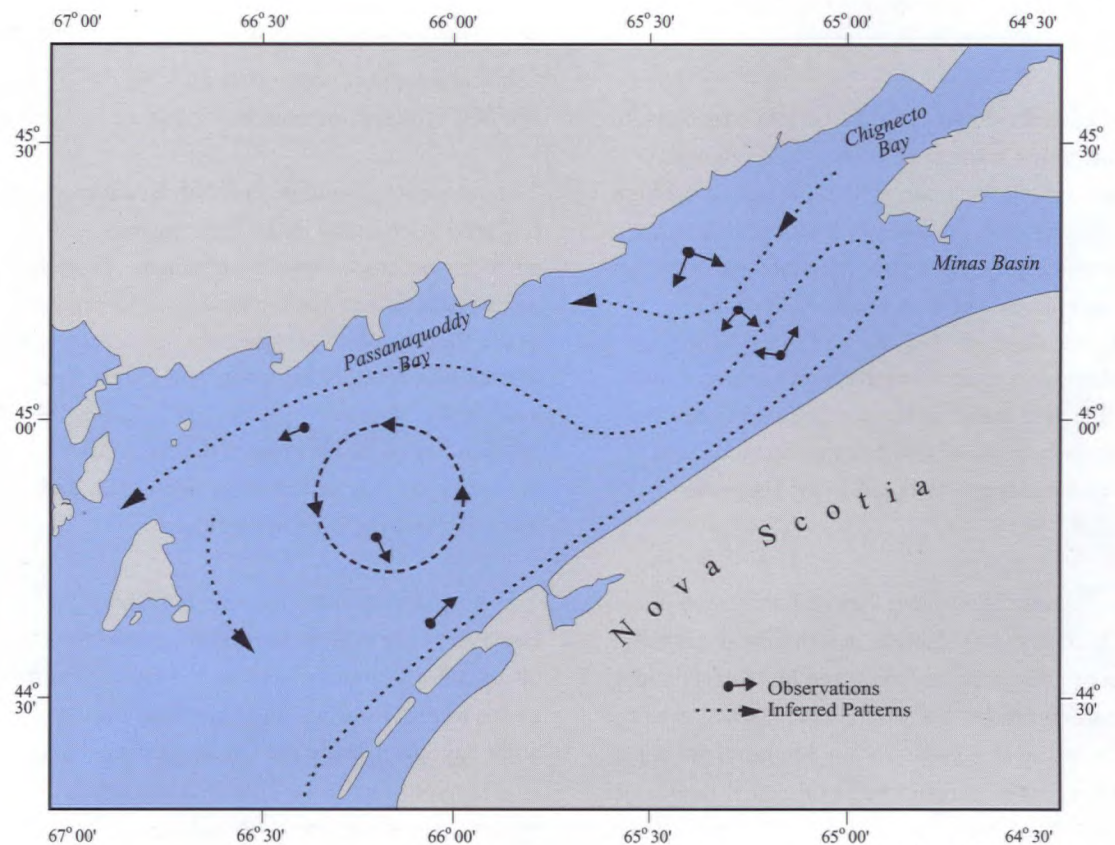 67° 00' 66° 30' 66° 00' 65° 30' 65° 00' 64° 30'
45° 30'
45° 30'
Chignecto
Bay
Minas Basin
Passanaquoddy
Bay
45° 00'
45° 00'
Nova Scotia
Observations
Inferred Patterns
44° 30'
44° 30'
67° 00' 66° 30' 66° 00' 65° 30' 65° 00' 64° 30'